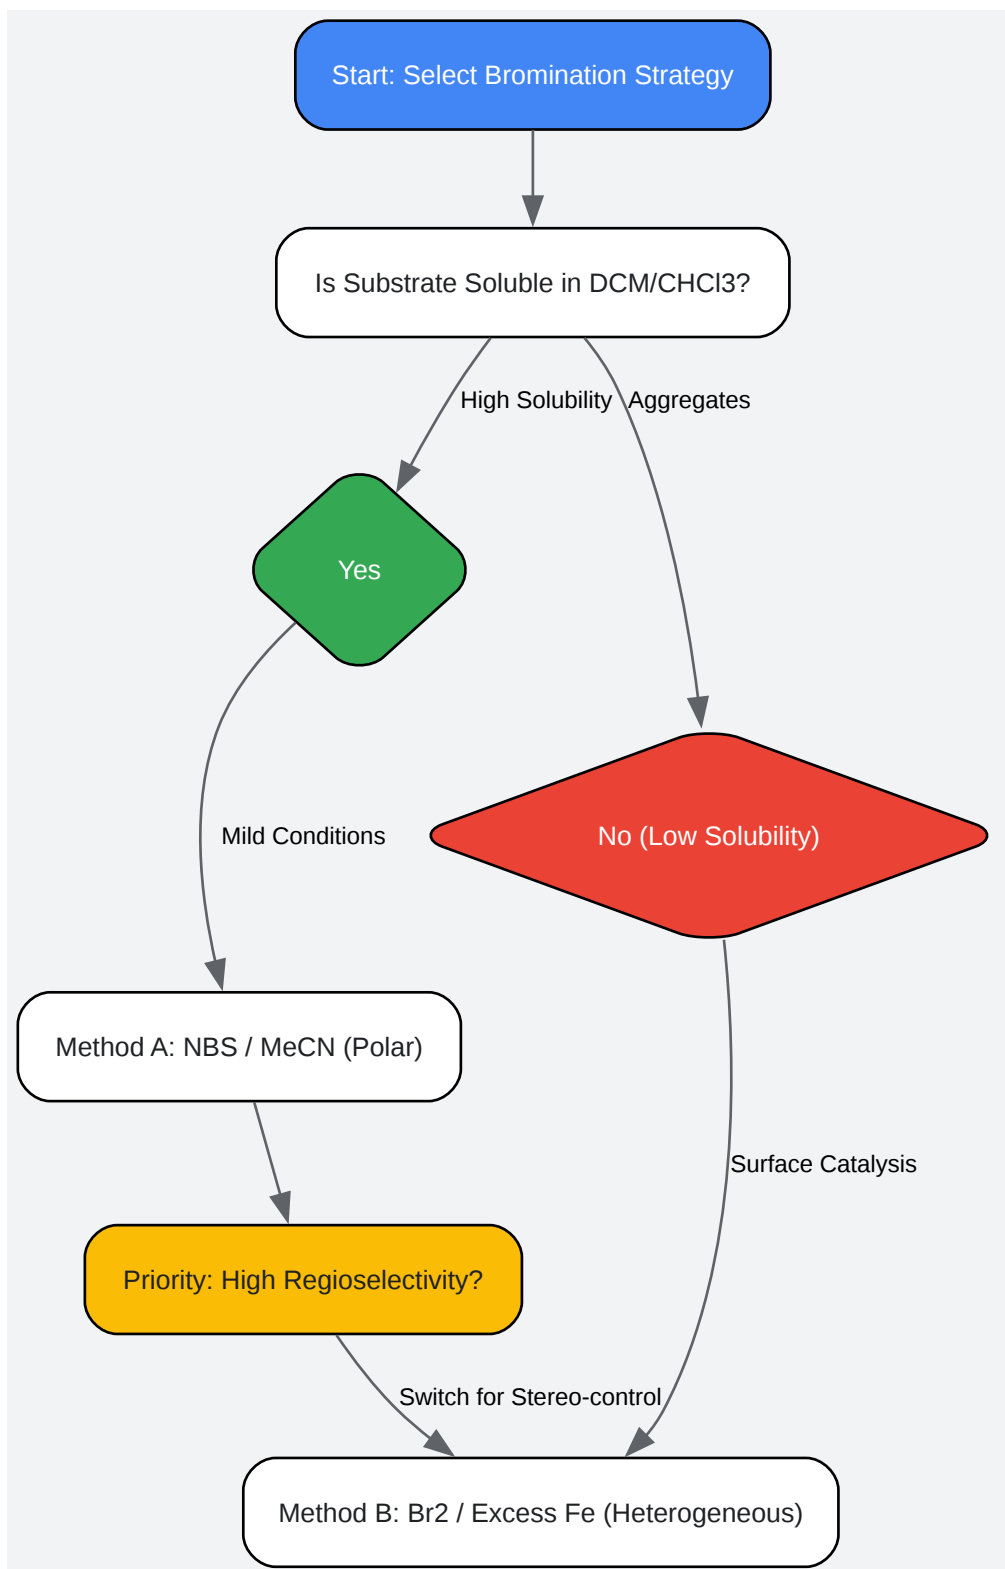 Start: Select Bromination Strategy
Is Substrate Soluble in DCM/CHCl3?
High Solubility
Aggregates
Yes
Mild Conditions
No (Low Solubility)
Method A: NBS / MeCN (Polar)
Surface Catalysis
Priority: High Regioselectivity?
Switch for Stereo-control
Method B: Br2 / Excess Fe (Heterogeneous)